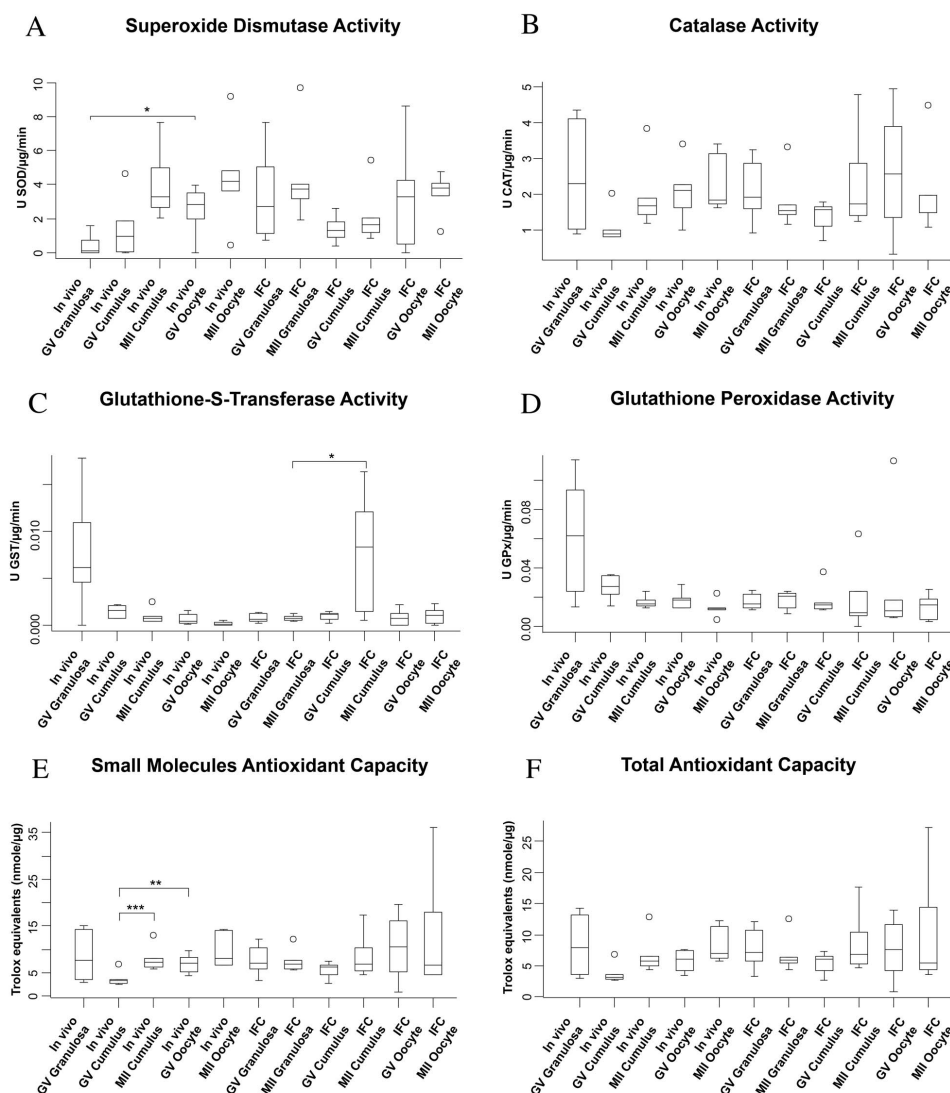 A
Superoxide Dismutase Activity
U SOD/µg/min
10
8
6
4
2
0
*
In vivo
GV Granulosa
In vivo
GV Cumulus
In vivo
MII Cumulus
In vivo
GV Oocyte
In vivo
MII Oocyte
IFC
GV Granulosa
IFC
MII Granulosa
IFC
GV Cumulus
IFC
MII Cumulus
IFC
GV Oocyte
IFC
MII Oocyte
B
Catalase Activity
U CAT/µg/min
5
4
3
2
1
In vivo
GV Granulosa
In vivo
GV Cumulus
In vivo
MII Cumulus
In vivo
GV Oocyte
In vivo
MII Oocyte
IFC
GV Granulosa
IFC
MII Granulosa
IFC
GV Cumulus
IFC
MII Cumulus
IFC
GV Oocyte
IFC
MII Oocyte
C
Glutathione-S-Transferase Activity
U GST/µg/min
0.010
0.000
*
In vivo
GV Granulosa
In vivo
GV Cumulus
In vivo
MII Cumulus
In vivo
GV Oocyte
In vivo
MII Oocyte
IFC
GV Granulosa
IFC
MII Granulosa
IFC
GV Cumulus
IFC
MII Cumulus
IFC
GV Oocyte
IFC
MII Oocyte
D
Glutathione Peroxidase Activity
U GPx/µg/min
0.08
0.04
0.00
In vivo
GV Granulosa
In vivo
GV Cumulus
In vivo
MII Cumulus
In vivo
GV Oocyte
In vivo
MII Oocyte
IFC
GV Granulosa
IFC
MII Granulosa
IFC
GV Cumulus
IFC
MII Cumulus
IFC
GV Oocyte
IFC
MII Oocyte
E
Small Molecules Antioxidant Capacity
Trolox equivalents (nmole/µg)
35
25
15
10
5
0
**
***
In vivo
GV Granulosa
In vivo
GV Cumulus
In vivo
MII Cumulus
In vivo
GV Oocyte
In vivo
MII Oocyte
IFC
GV Granulosa
IFC
MII Granulosa
IFC
GV Cumulus
IFC
MII Cumulus
IFC
GV Oocyte
IFC
MII Oocyte
F
Total Antioxidant Capacity
Trolox equivalents (nmole/µg)
25
20
15
10
5
0
In vivo
GV Granulosa
In vivo
GV Cumulus
In vivo
MII Cumulus
In vivo
GV Oocyte
In vivo
MII Oocyte
IFC
GV Granulosa
IFC
MII Granulosa
IFC
GV Cumulus
IFC
MII Cumulus
IFC
GV Oocyte
IFC
MII Oocyte